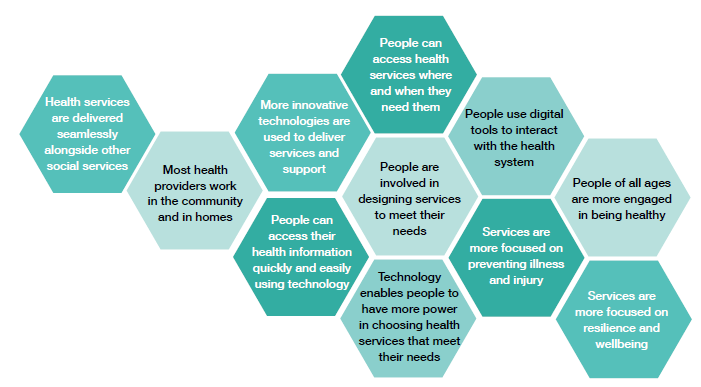 Health services
are delivered
seamlessly
alongside other
social services
Most health
providers work
in the community
and in homes
More innovative
technologies are
used to deliver
services and
support
People can
access their
health information
quickly and easily
using technology
People can
access health
services where
and when they
need them
People are
involved in
designing services
to meet their
needs
Technology
enables people to
have more power
in choosing health
services that meet
their needs
People use digital
tools to interact
with the health
system
Services are
more focused on
preventing illness
and injury
People of all ages
are more engaged
in being healthy
Services are
more focused on
resilience and
wellbeing